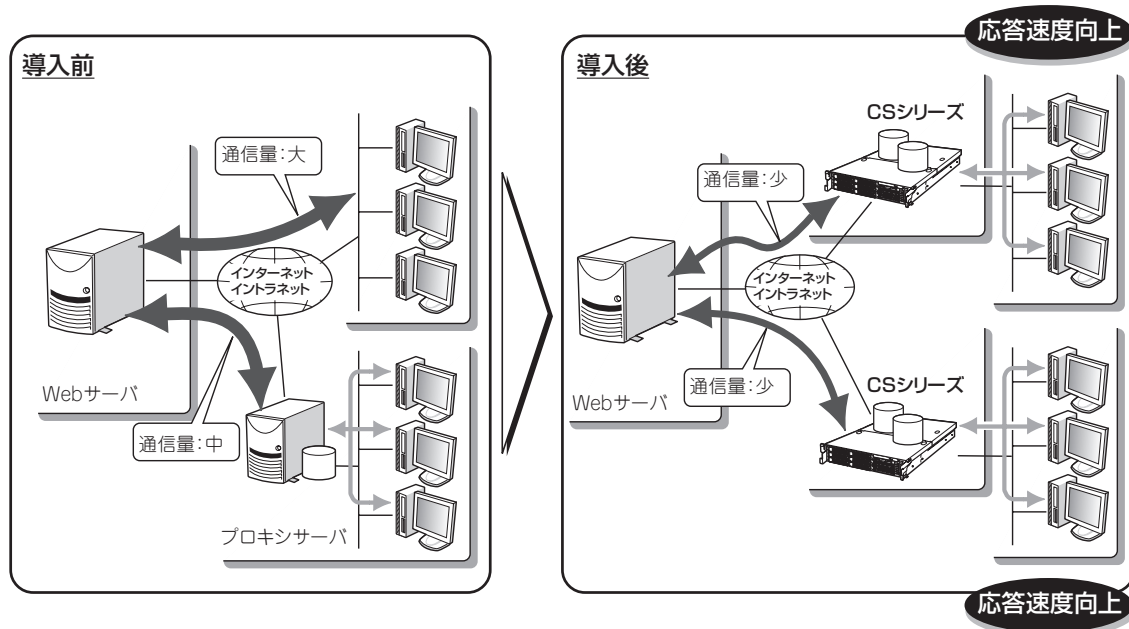 導入前
通信量:大
インターネット
イントラネット
Webサーバ
通信量:中
プロキシサーバ
応答速度向上
導入後
CSシリーズ
通信量:少
インターネット
イントラネット
Webサーバ
通信量:少
CSシリーズ
応答速度向上